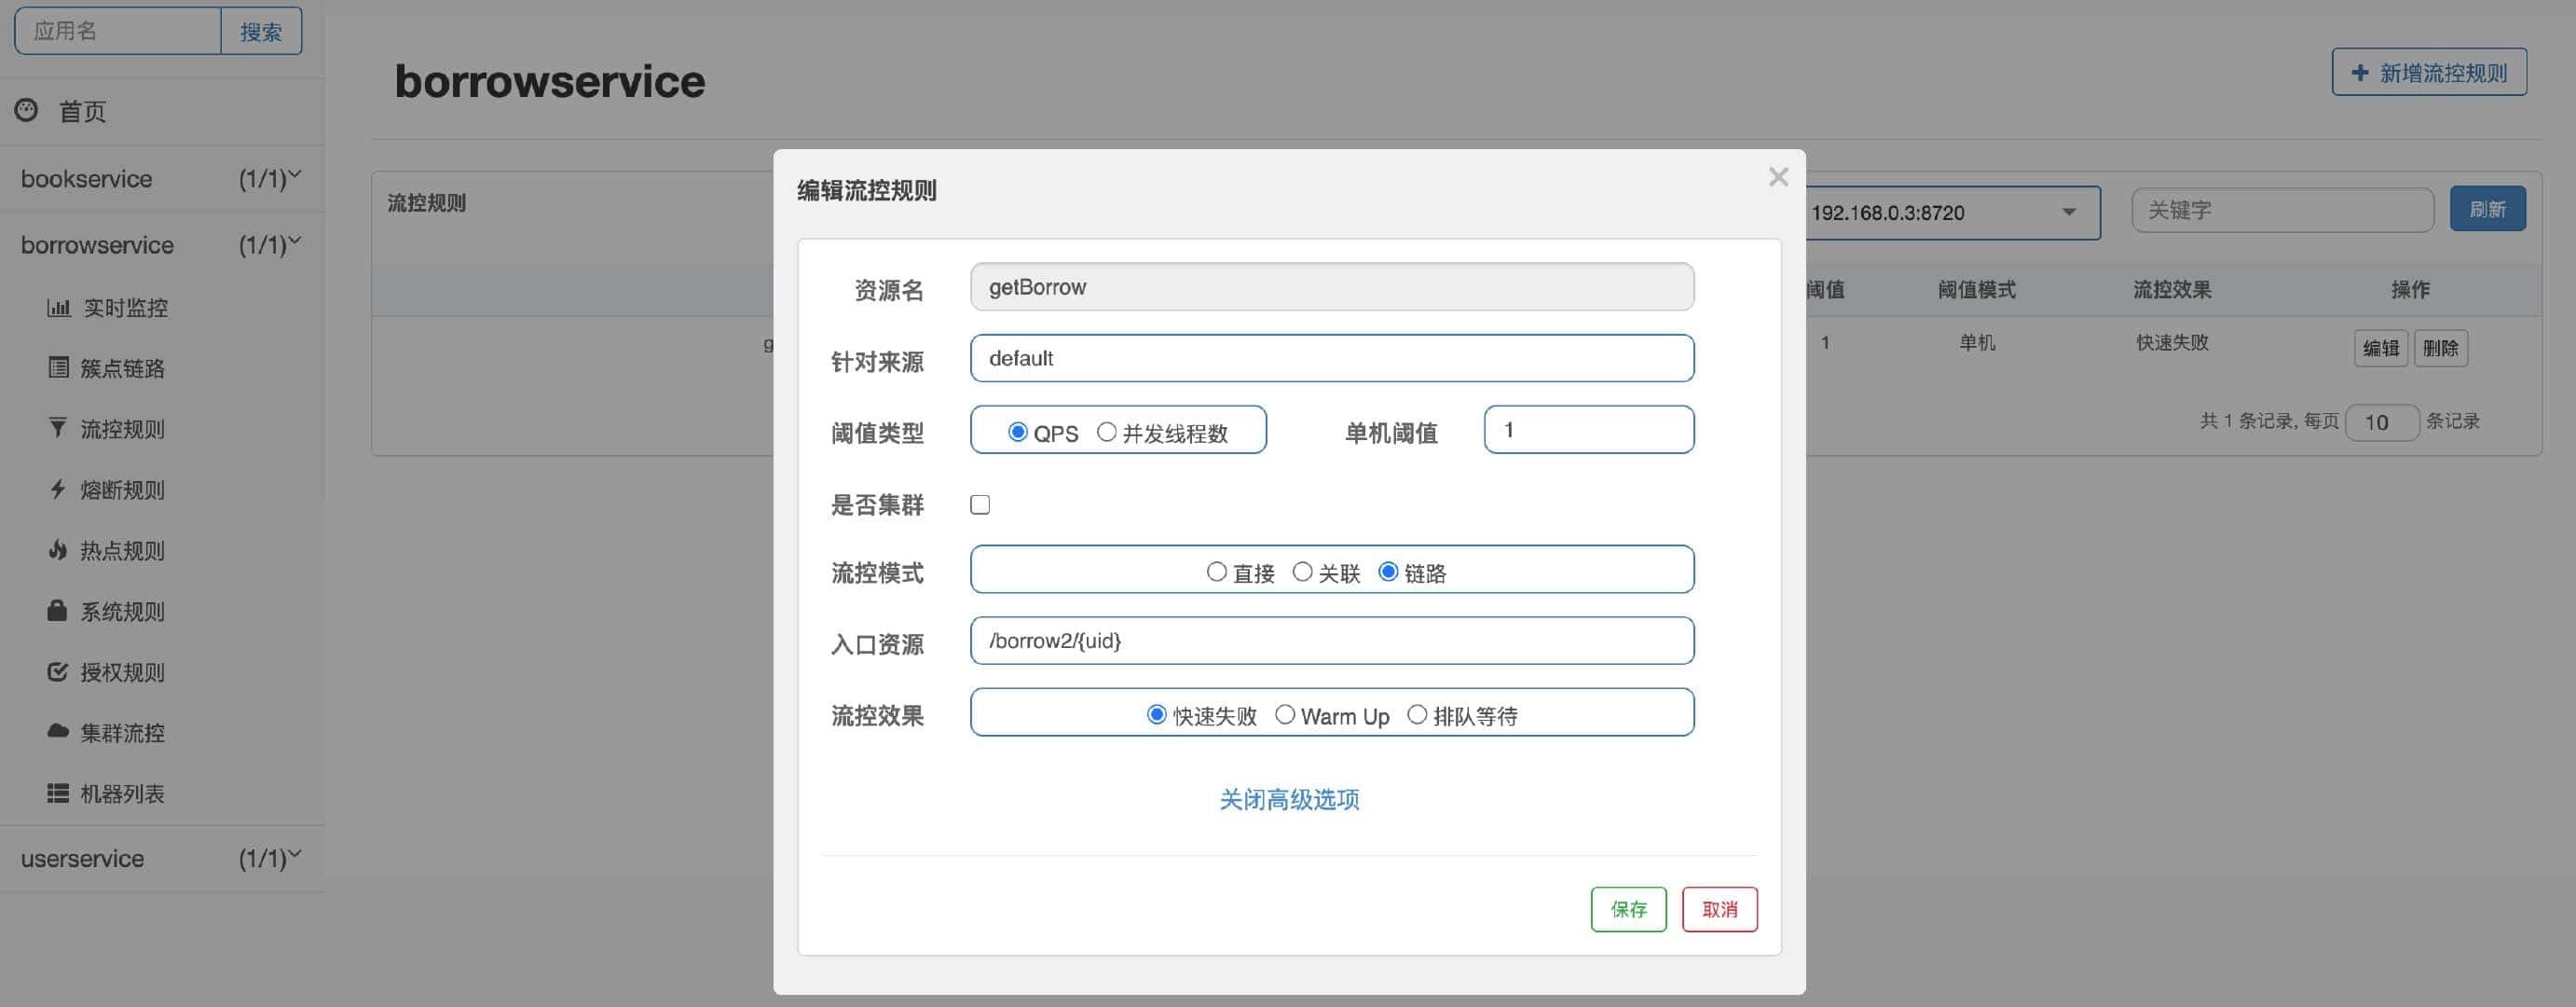 应用名 搜索
首页
bookservice (1/1)
borrowservice (1/1)
实时监控
簇点链路
流控规则
熔断规则
热点规则
系统规则
授权规则
集群流控
机器列表
userservice (1/1)
borrowservice
+ 新增流控规则
流控规则
192.168.0.3:8720 关键字 刷新
阈值 阈值模式 流控效果 操作
g 1 单机 快速失败 编辑 删除
共 1 条记录, 每页 10 条记录
编辑流控规则 ×
资源名 getBorrow
针对来源 default
阈值类型 QPS 并发线程数 单机阈值 1
是否集群
流控模式 直接 关联 链路
入口资源 /borrow2/{uid}
流控效果 快速失败 Warm Up 排队等待
关闭高级选项
保存 取消